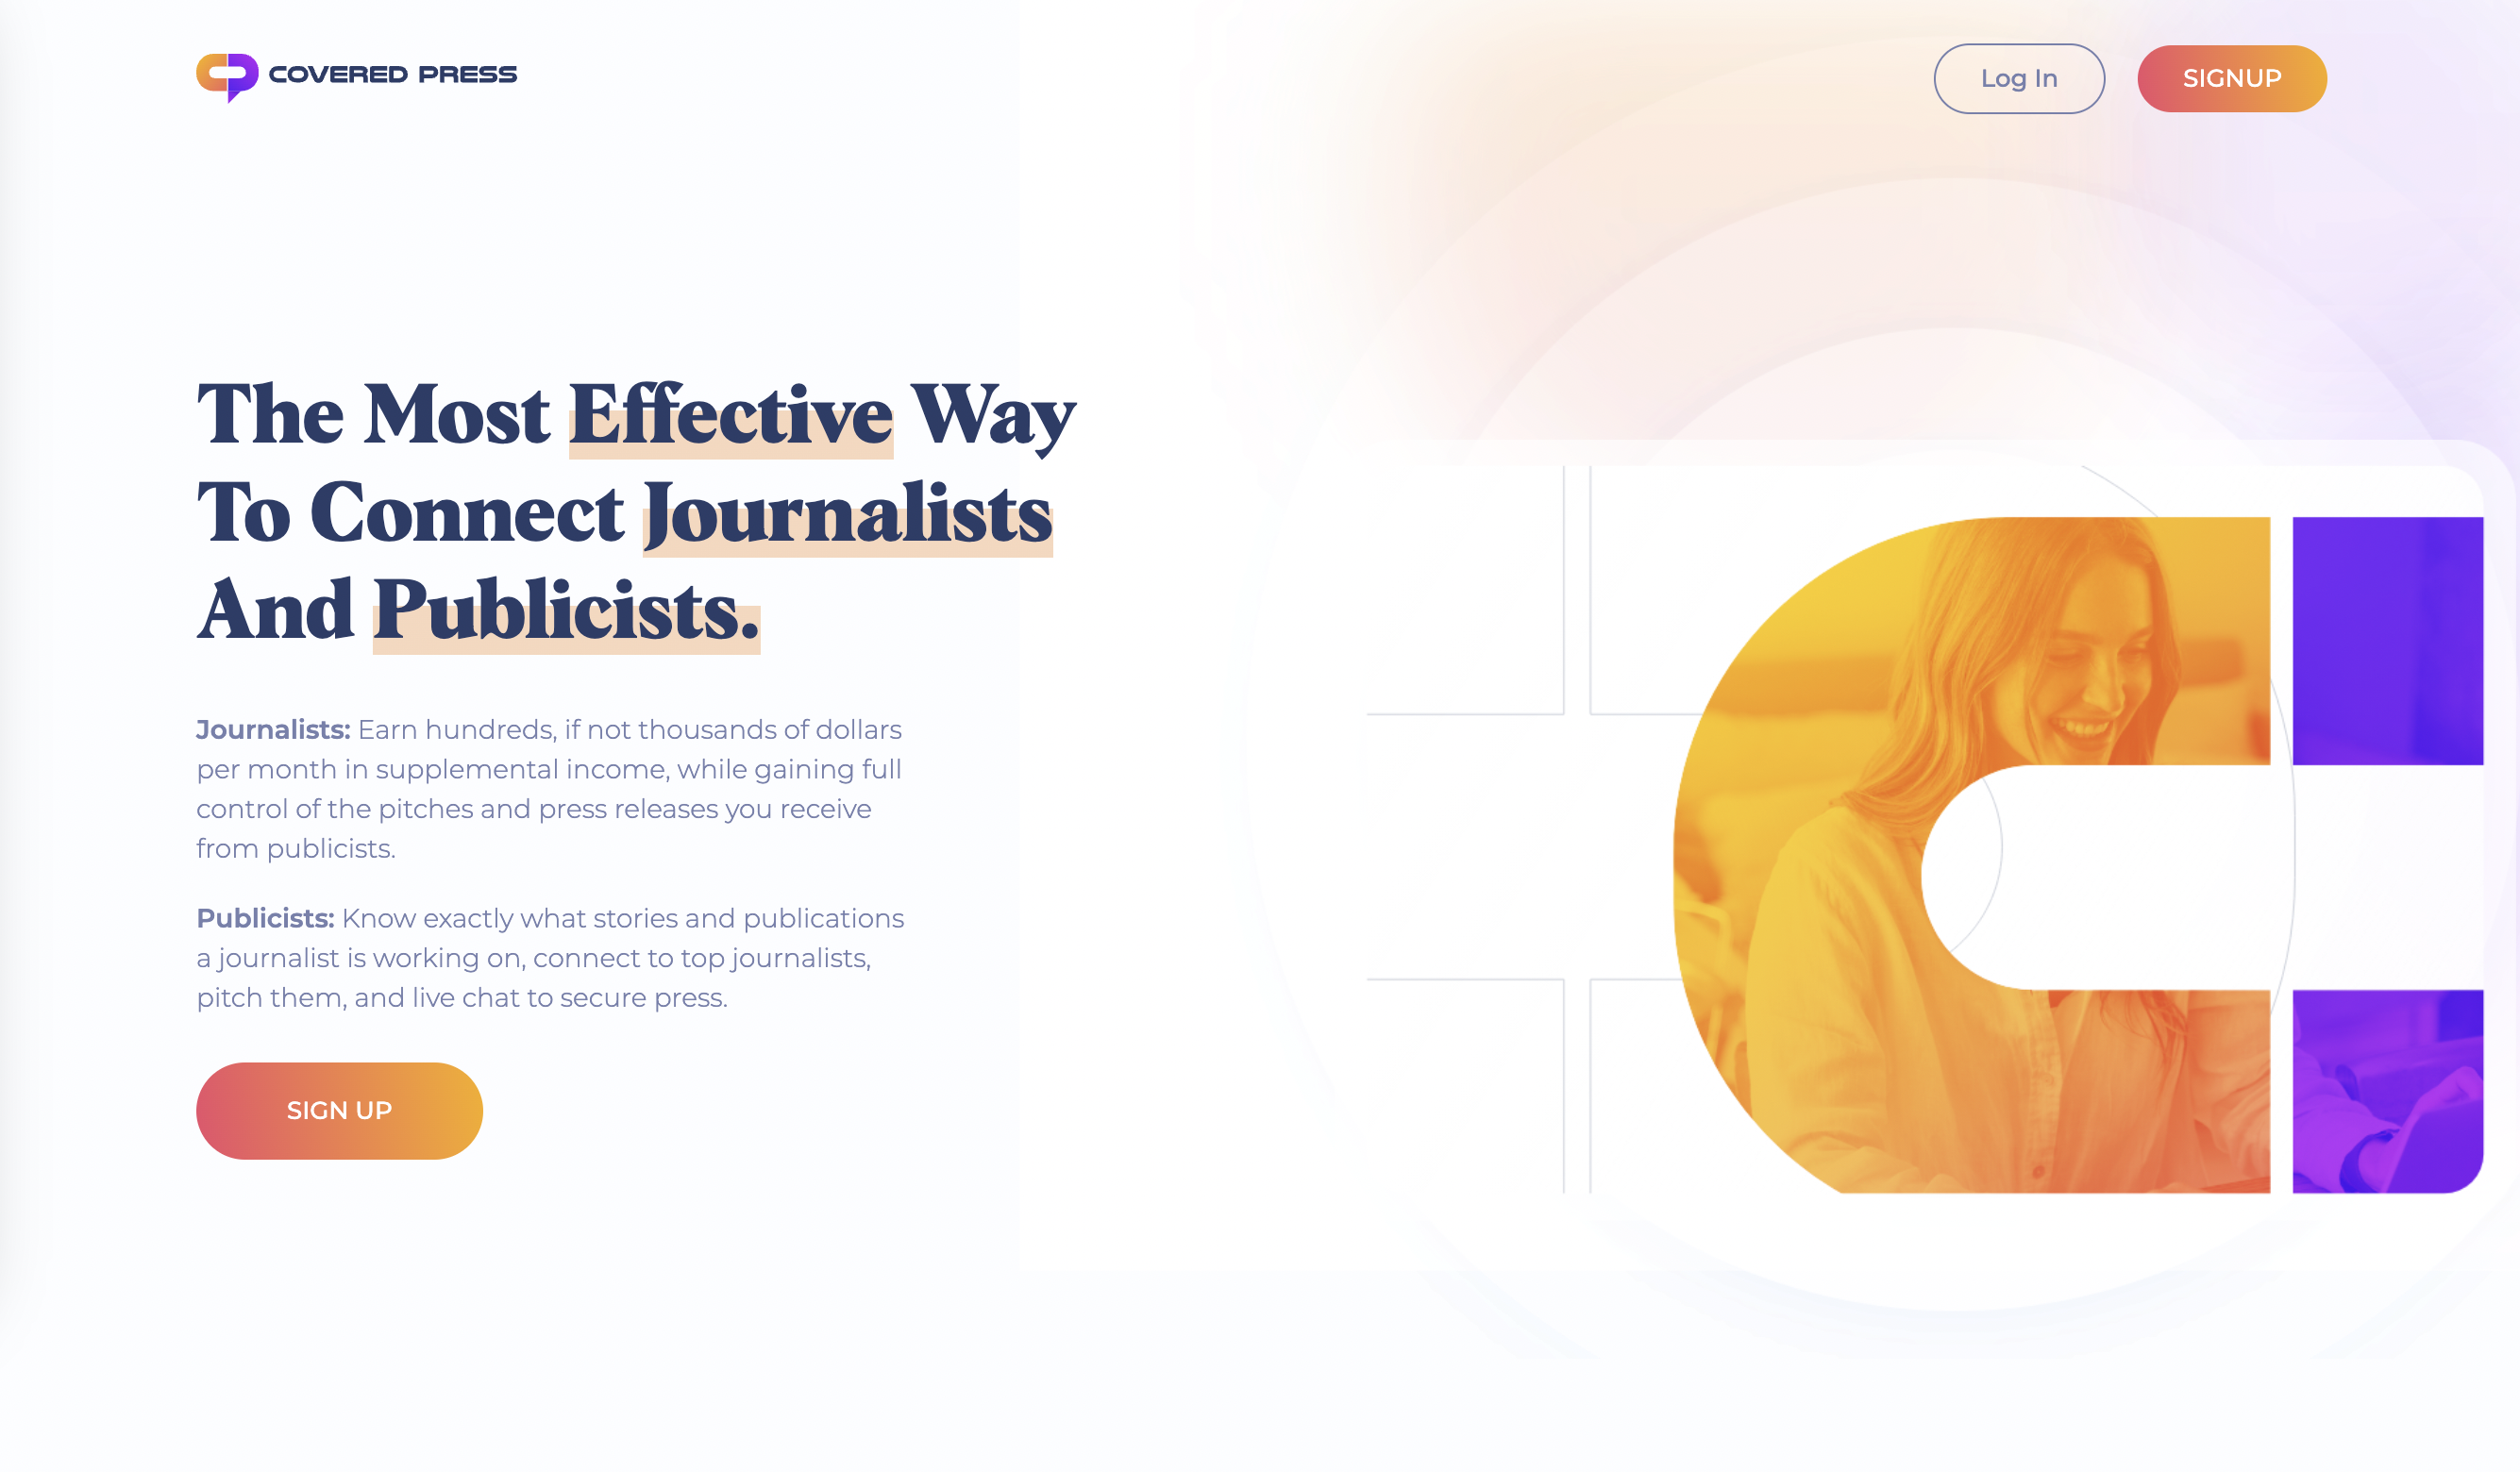 COVERED PRESS
Log In
SIGNUP
The Most Effective Way
To Connect Journalists
And Publicists.
Journalists: Earn hundreds, if not thousands of dollars
per month in supplemental income, while gaining full
control of the pitches and press releases you receive
from publicists.
Publicists: Know exactly what stories and publications
a journalist is working on, connect to top journalists,
pitch them, and live chat to secure press.
SIGN UP